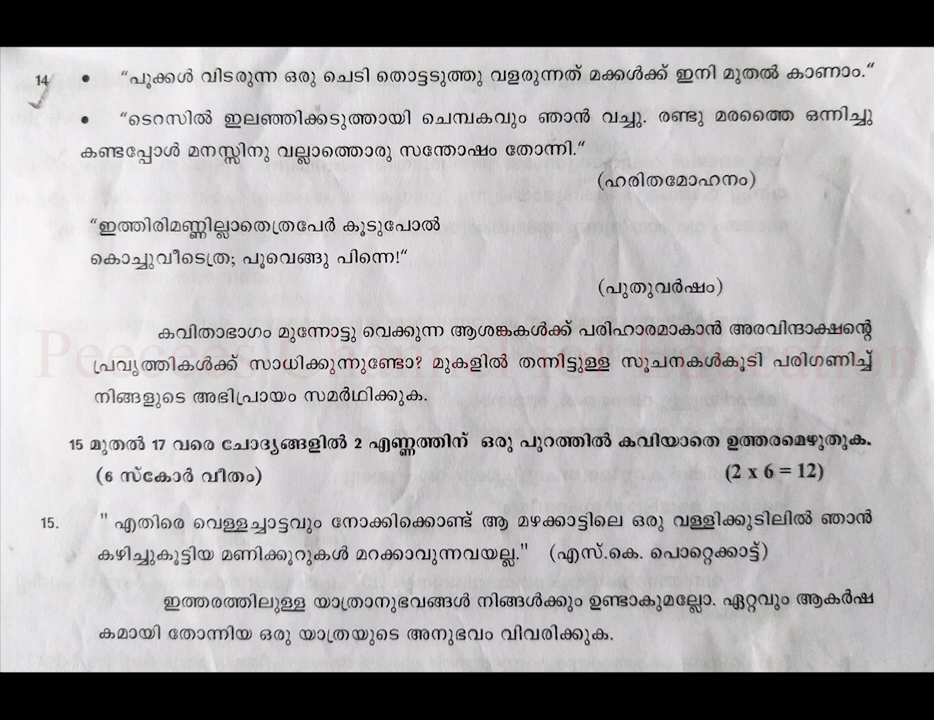 14 • “പൂക്കൾ വിടരുന്ന ഒരു ചെടി തൊട്ടടുത്തു വളരുന്നത് മക്കൾക്ക് ഇനി മുതൽ കാണാം.“
• “ടെറസിൽ ഇലഞ്ഞിക്കടുത്തായി ചെമ്പകവും ഞാൻ വച്ചു. രണ്ടു മരത്തൈ ഒന്നിച്ചു
കണ്ടപ്പോൾ മനസ്സിനു വല്ലാത്തൊരു സന്തോഷം തോന്നി.“
(ഹരിതമോഹനം)
“ഇത്തിരിമണ്ണില്ലാതെത്രപേർ കൂടുപോൽ
കൊച്ചുവീടെത്ര; പൂവെങ്ങു പിന്നെ!“
(പുതുവർഷം)
കവിതാഭാഗം മുന്നോട്ടു വെക്കുന്ന ആശങ്കകൾക്ക് പരിഹാരമാകാൻ അരവിന്ദാക്ഷന്റെ
പ്രവൃത്തികൾക്ക് സാധിക്കുന്നുണ്ടോ? മുകളിൽ തന്നിട്ടുള്ള സൂചനകൾകൂടി പരിഗണിച്ച്
Peecees Channel for Education
നിങ്ങളുടെ അഭിപ്രായം സമർഥിക്കുക.
15 മുതൽ 17 വരെ ചോദ്യങ്ങളിൽ 2 എണ്ണത്തിന് ഒരു പുറത്തിൽ കവിയാതെ ഉത്തരമെഴുതുക.
(6 സ്കോർ വീതം) (2 x 6 = 12)
15. " എതിരെ വെള്ളച്ചാട്ടവും നോക്കിക്കൊണ്ട് ആ മഴക്കാട്ടിലെ ഒരു വള്ളിക്കുടിലിൽ ഞാൻ
കഴിച്ചുകൂട്ടിയ മണിക്കൂറുകൾ മറക്കാവുന്നവയല്ല." (എസ്.കെ. പൊറ്റെക്കാട്ട്)
ഇത്തരത്തിലുള്ള യാത്രാനുഭവങ്ങൾ നിങ്ങൾക്കും ഉണ്ടാകുമല്ലോ. ഏറ്റവും ആകർഷ
കമായി തോന്നിയ ഒരു യാത്രയുടെ അനുഭവം വിവരിക്കുക.